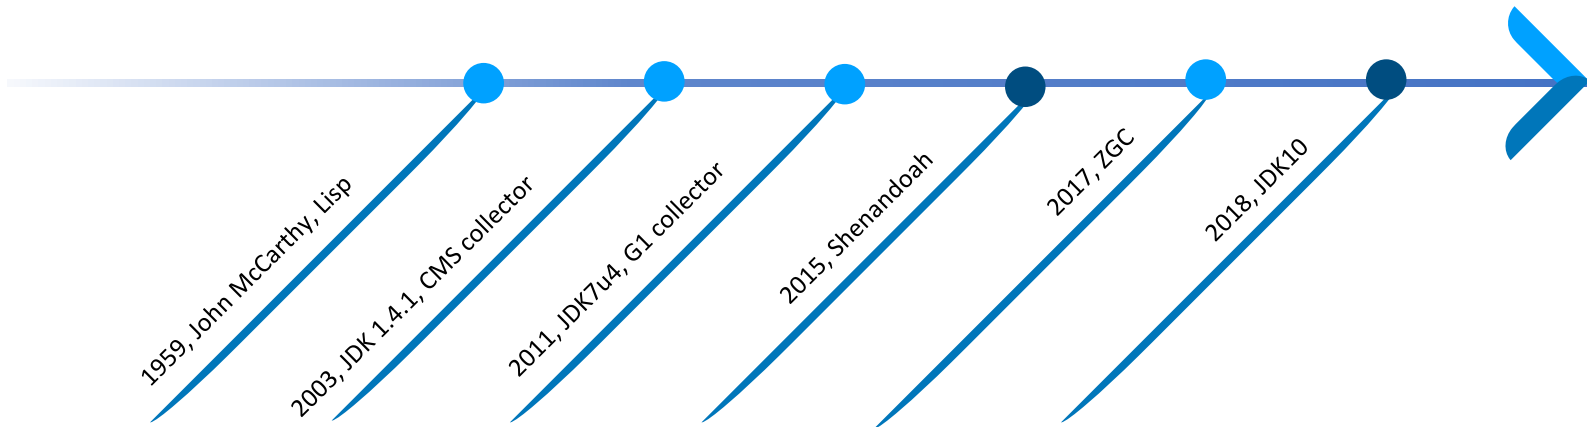 1959, John McCarthy, Lisp
2003, JDK 1.4.1, CMS collector
2011, JDK7u4, G1 collector
2015, Shenandoah
2017, ZGC
2018, JDK10